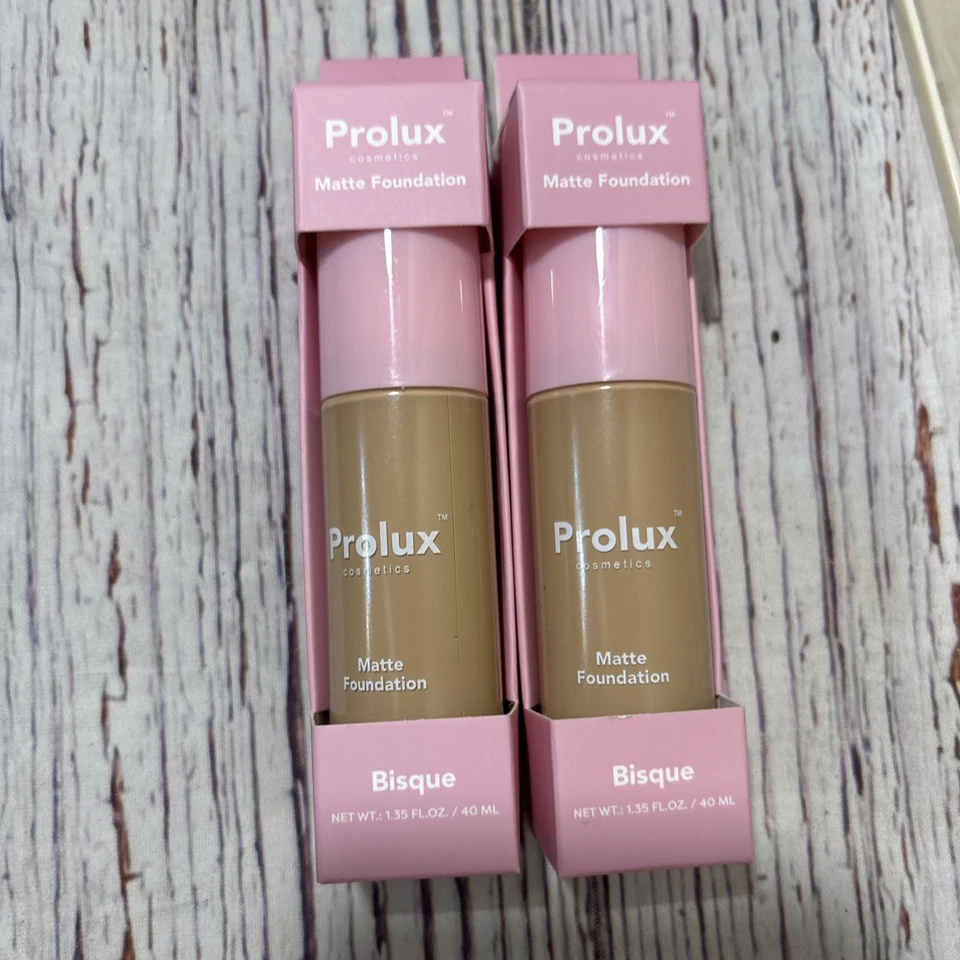 Prolux™
cosmetics
Matte Foundation
Prolux™
cosmetics
Matte
Foundation
Bisque
NET WT.: 1.35 FL.OZ. / 40 ML
Prolux™
cosmetics
Matte Foundation
Prolux™
cosmetics
Matte
Foundation
Bisque
NET WT.: 1.35 FL.OZ. / 40 ML